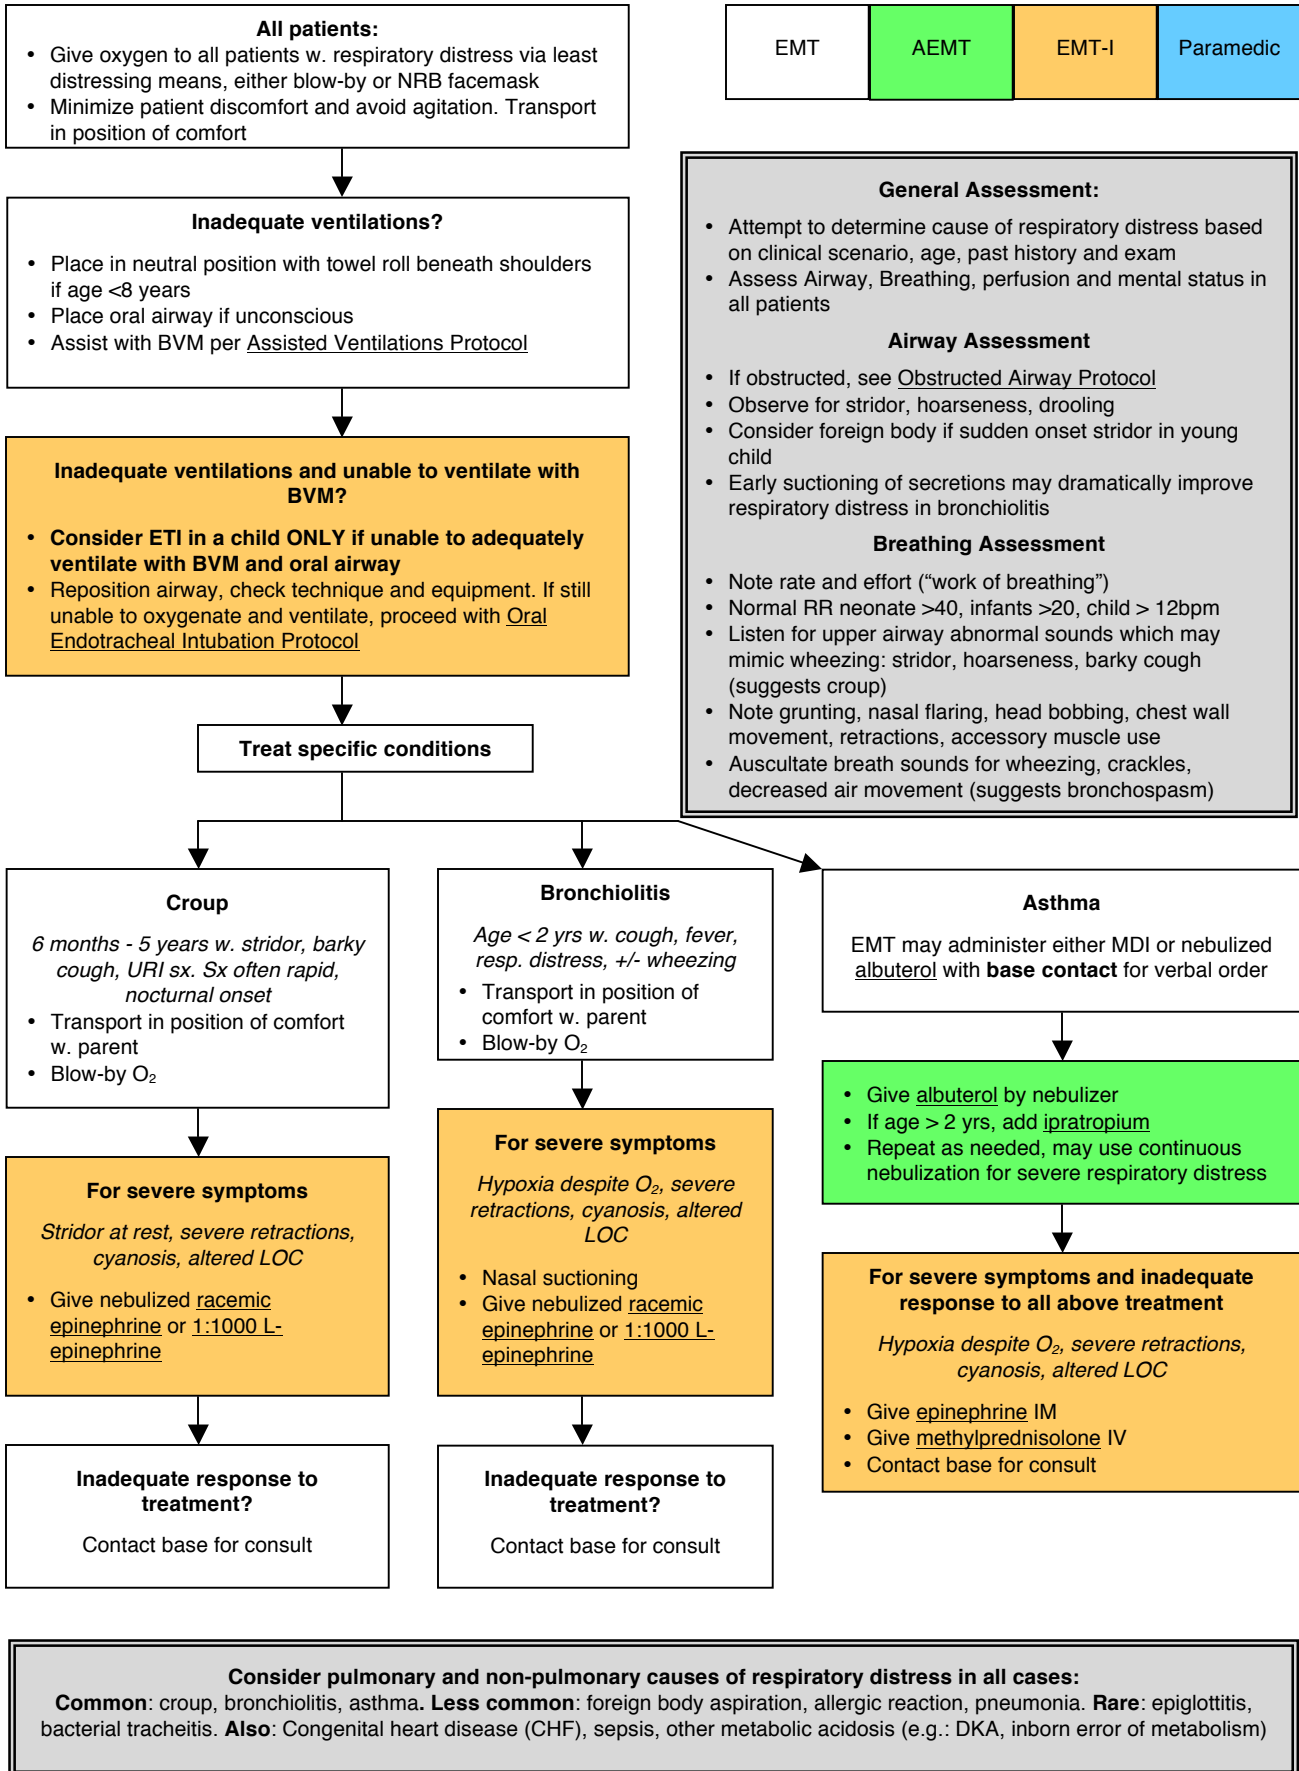 All patients:
• Give oxygen to all patients w. respiratory distress via least
distressing means, either blow-by or NRB facemask
• Minimize patient discomfort and avoid agitation. Transport
in position of comfort
EMT
AEMT
EMT-I
Paramedic
Inadequate ventilations?
• Place in neutral position with towel roll beneath shoulders
if age <8 years
• Place oral airway if unconscious
• Assist with BVM per Assisted Ventilations Protocol
Inadequate ventilations and unable to ventilate with
BVM?
• Consider ETI in a child ONLY if unable to adequately
ventilate with BVM and oral airway
• Reposition airway, check technique and equipment. If still
unable to oxygenate and ventilate, proceed with Oral
Endotracheal Intubation Protocol
Treat specific conditions
General Assessment:
• Attempt to determine cause of respiratory distress based
on clinical scenario, age, past history and exam
• Assess Airway, Breathing, perfusion and mental status in
all patients
Airway Assessment
• If obstructed, see Obstructed Airway Protocol
• Observe for stridor, hoarseness, drooling
• Consider foreign body if sudden onset stridor in young
child
• Early suctioning of secretions may dramatically improve
respiratory distress in bronchiolitis
Breathing Assessment
• Note rate and effort (“work of breathing”)
• Normal RR neonate >40, infants >20, child > 12bpm
• Listen for upper airway abnormal sounds which may
mimic wheezing: stridor, hoarseness, barky cough
(suggests croup)
• Note grunting, nasal flaring, head bobbing, chest wall
movement, retractions, accessory muscle use
• Auscultate breath sounds for wheezing, crackles,
decreased air movement (suggests bronchospasm)
Croup
6 months - 5 years w. stridor, barky
cough, URI sx. Sx often rapid,
nocturnal onset
• Transport in position of comfort
w. parent
• Blow-by O₂
For severe symptoms
Stridor at rest, severe retractions,
cyanosis, altered LOC
• Give nebulized racemic
epinephrine or 1:1000 L-
epinephrine
Inadequate response to
treatment?
Contact base for consult
Bronchiolitis
Age < 2 yrs w. cough, fever,
resp. distress, +/- wheezing
• Transport in position of
comfort w. parent
• Blow-by O₂
For severe symptoms
Hypoxia despite O₂, severe
retractions, cyanosis, altered
LOC
• Nasal suctioning
• Give nebulized racemic
epinephrine or 1:1000 L-
epinephrine
Inadequate response to
treatment?
Contact base for consult
Asthma
EMT may administer either MDI or nebulized
albuterol with base contact for verbal order
• Give albuterol by nebulizer
• If age > 2 yrs, add ipratropium
• Repeat as needed, may use continuous
nebulization for severe respiratory distress
For severe symptoms and inadequate
response to all above treatment
Hypoxia despite O₂, severe retractions,
cyanosis, altered LOC
• Give epinephrine IM
• Give methylprednisolone IV
• Contact base for consult
Consider pulmonary and non-pulmonary causes of respiratory distress in all cases:
Common: croup, bronchiolitis, asthma. Less common: foreign body aspiration, allergic reaction, pneumonia. Rare: epiglottitis,
bacterial tracheitis. Also: Congenital heart disease (CHF), sepsis, other metabolic acidosis (e.g.: DKA, inborn error of metabolism)